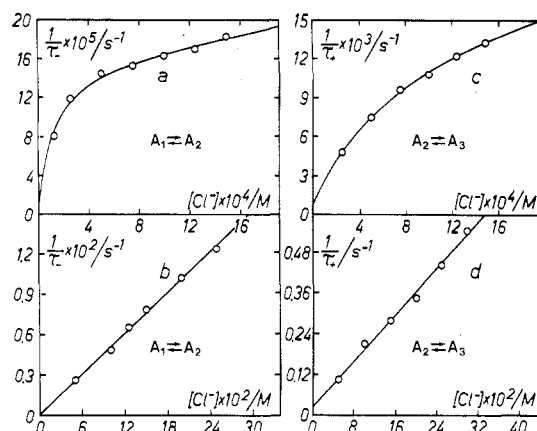 20
16
12
8
4
0
1/τ₋ ×10⁵/s⁻¹
a
A₁ ⇄ A₂
[Cl⁻]×10⁴/M
4 8 12 16
15
12
9
6
3
0
1/τ₊ ×10³/s⁻¹
c
A₂ ⇄ A₃
[Cl⁻]×10⁴/M
4 8 12 16
1,2
0.9
0.6
0.3
0
1/τ₋ ×10²/s⁻¹
b
A₁ ⇄ A₂
[Cl⁻]×10²/M
0 6 12 18 24 30
0.48
0.36
0.24
0.12
0
1/τ₊ /s⁻¹
d
A₂ ⇄ A₃
[Cl⁻]×10²/M
0 8 16 24 32 40